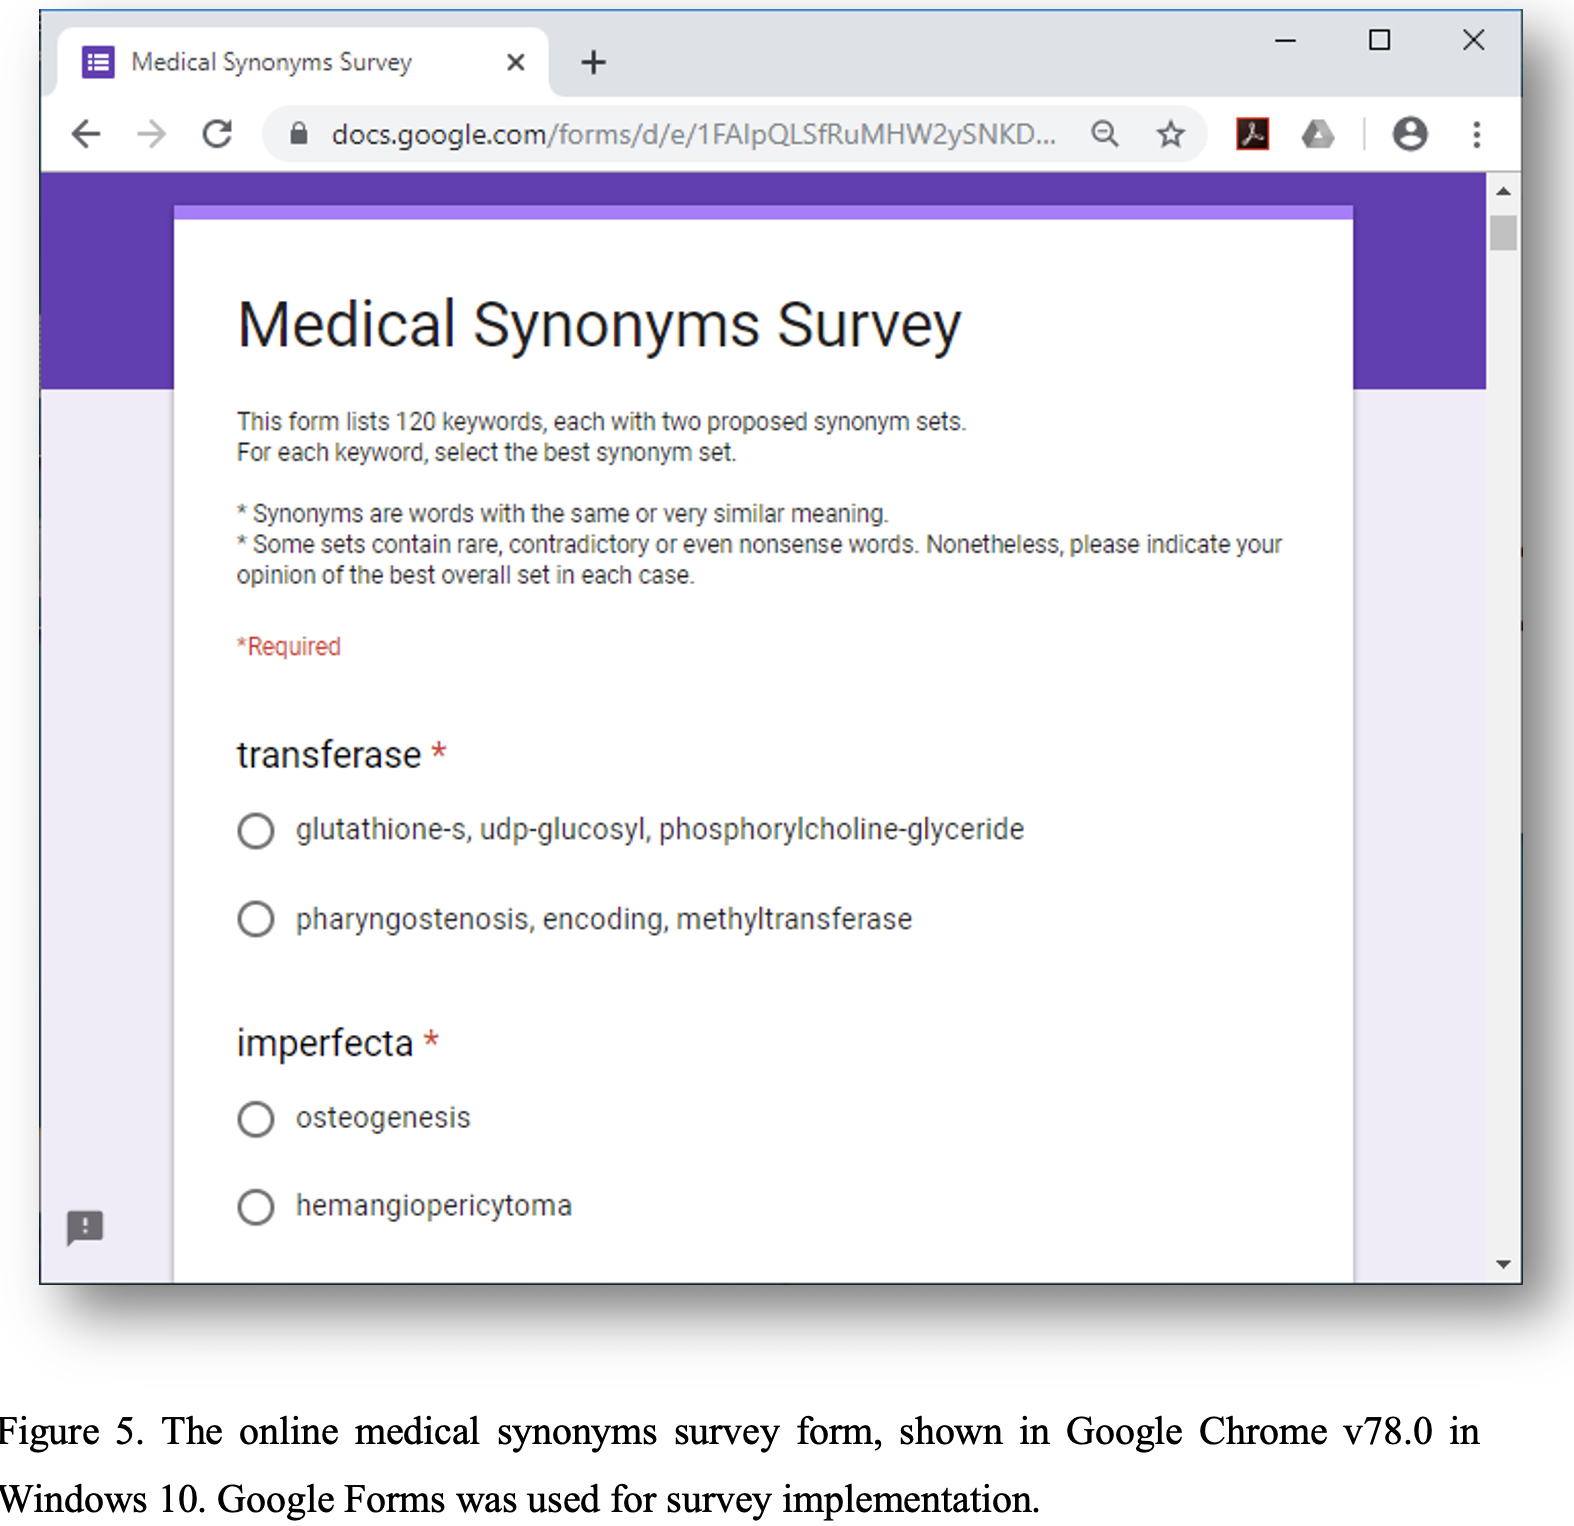 Medical Synonyms Survey
docs.google.com/forms/d/e/1FAIpQLSfRuMHW2ySNKD...
Medical Synonyms Survey
This form lists 120 keywords, each with two proposed synonym sets.
For each keyword, select the best synonym set.
* Synonyms are words with the same or very similar meaning.
* Some sets contain rare, contradictory or even nonsense words. Nonetheless, please indicate your
opinion of the best overall set in each case.
*Required
transferase *
glutathione-s, udp-glucosyl, phosphorylcholine-glyceride
pharyngostenosis, encoding, methyltransferase
imperfecta *
osteogenesis
hemangiopericytoma
Figure 5. The online medical synonyms survey form, shown in Google Chrome v78.0 in
Windows 10. Google Forms was used for survey implementation.